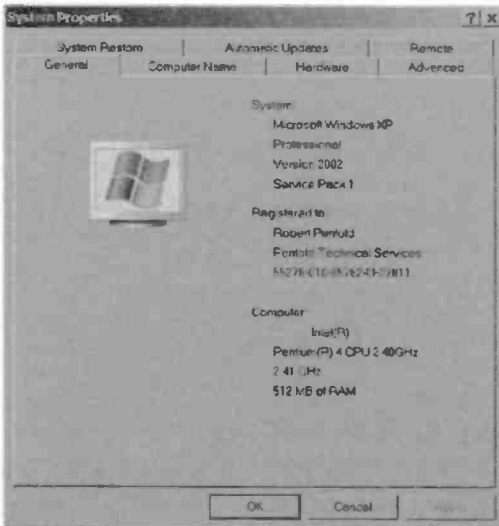 System Properties
System Restore Automatic Updates Remote
General Computer Name Hardware Advanced
System:
Microsoft Windows XP
Professional
Version 2002
Service Pack 1
Registered to:
Robert Penfold
Penfold Technical Services
Computer:
Intel(R)
Pentium(R) 4 CPU 2.40GHz
2.41 GHz
512 MB of RAM
OK Cancel Apply